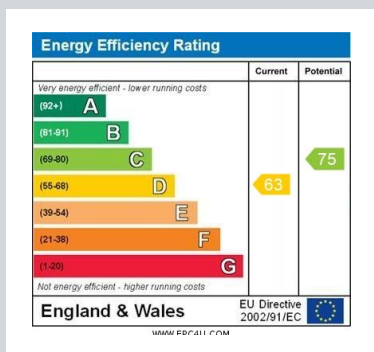 Energy Efficiency Rating
Current Potential
Very energy efficient - lower running costs
(92+) A
(81-91) B
(69-80) C 75
(55-68) D 63
(39-54) E
(21-38) F
(1-20) G
Not energy efficient - higher running costs
England & Wales EU Directive 2002/91/EC
WWW.EPC4U.COM